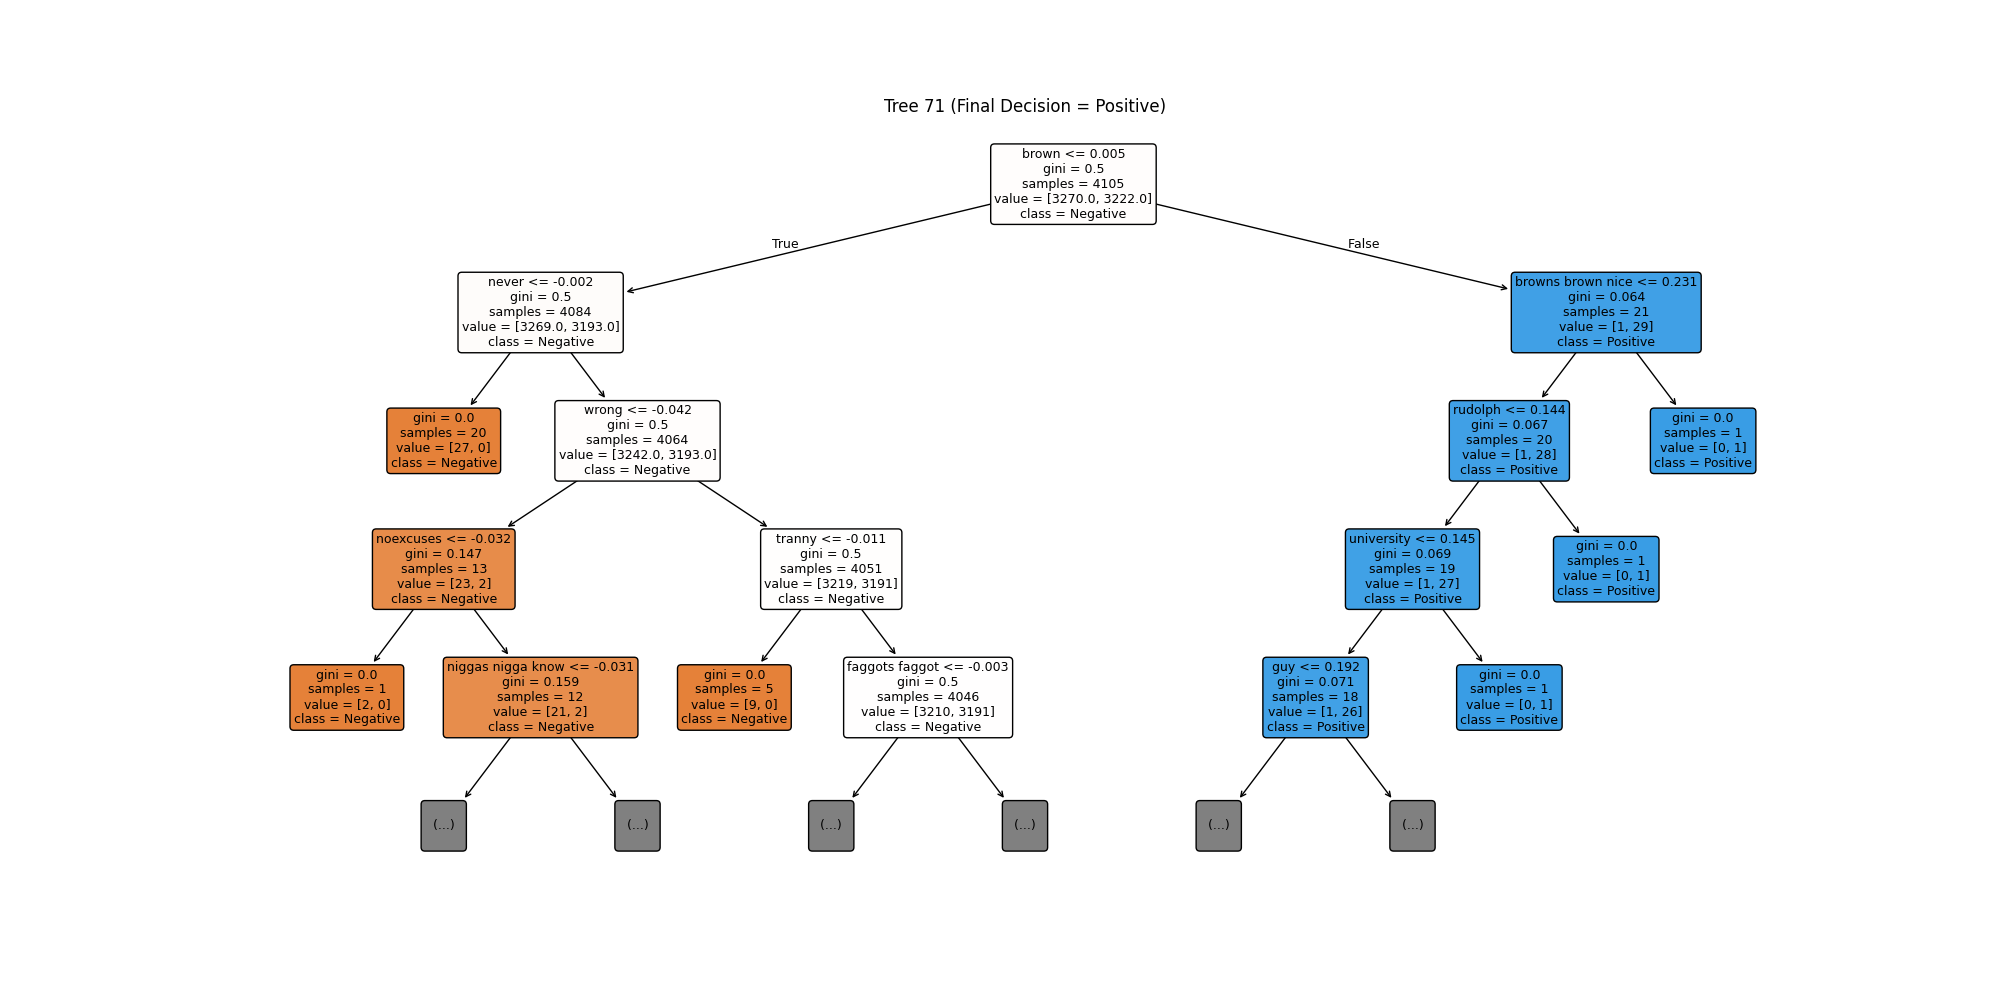 Tree 71 (Final Decision = Positive)
brown <= 0.005
gini = 0.5
samples = 4105
value = [3270.0, 3222.0]
class = Negative
True
False
never <= -0.002
gini = 0.5
samples = 4084
value = [3269.0, 3193.0]
class = Negative
browns brown nice <= 0.231
gini = 0.064
samples = 21
value = [1, 29]
class = Positive
gini = 0.0
samples = 20
value = [27, 0]
class = Negative
wrong <= -0.042
gini = 0.5
samples = 4064
value = [3242.0, 3193.0]
class = Negative
rudolph <= 0.144
gini = 0.067
samples = 20
value = [1, 28]
class = Positive
gini = 0.0
samples = 1
value = [0, 1]
class = Positive
noexcuses <= -0.032
gini = 0.147
samples = 13
value = [23, 2]
class = Negative
tranny <= -0.011
gini = 0.5
samples = 4051
value = [3219, 3191]
class = Negative
university <= 0.145
gini = 0.069
samples = 19
value = [1, 27]
class = Positive
gini = 0.0
samples = 1
value = [0, 1]
class = Positive
gini = 0.0
samples = 1
value = [2, 0]
class = Negative
niggas nigga know <= -0.031
gini = 0.159
samples = 12
value = [21, 2]
class = Negative
gini = 0.0
samples = 5
value = [9, 0]
class = Negative
faggots faggot <= -0.003
gini = 0.5
samples = 4046
value = [3210, 3191]
class = Negative
guy <= 0.192
gini = 0.071
samples = 18
value = [1, 26]
class = Positive
gini = 0.0
samples = 1
value = [0, 1]
class = Positive
(...)
(...)
(...)
(...)
(...)
(...)